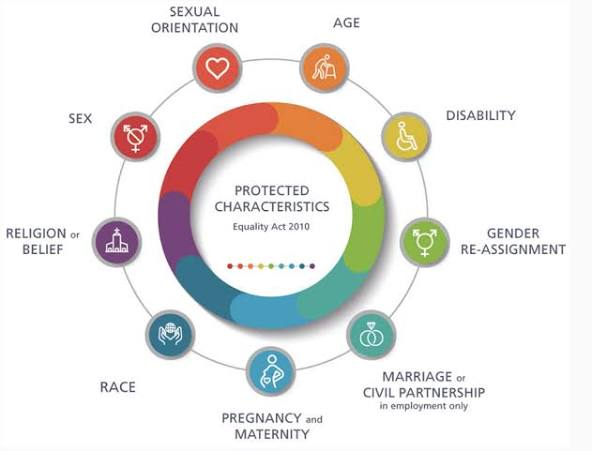 SEXUAL
ORIENTATION
AGE
SEX
DISABILITY
PROTECTED
CHARACTERISTICS
Equality Act 2010
RELIGION or
BELIEF
GENDER
RE-ASSIGNMENT
RACE
MARRIAGE or
CIVIL PARTNERSHIP
in employment only
PREGNANCY and
MATERNITY